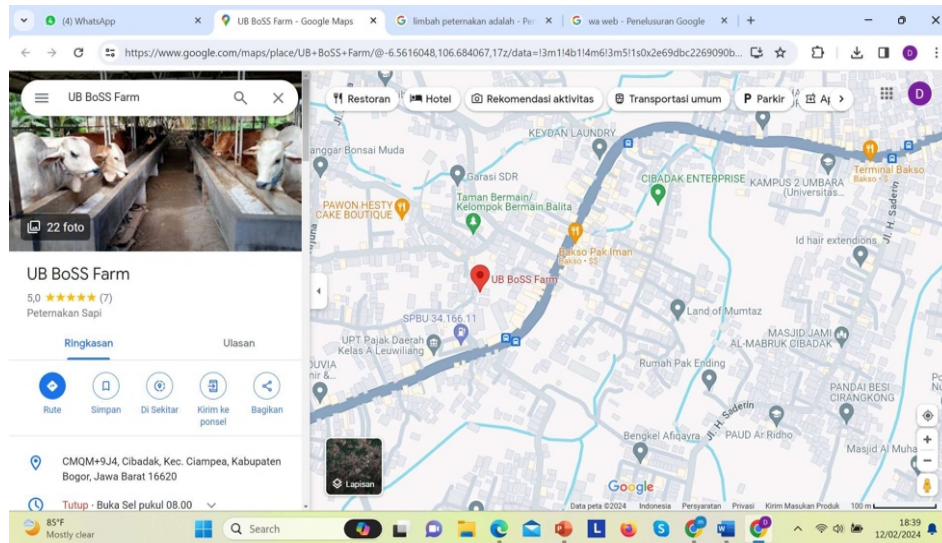 (4) WhatsApp
UB BoSS Farm - Google Maps
limbah peternakan adalah - Per
wa web - Penelusuran Google
https://www.google.com/maps/place/UB+BoSS+Farm/@-6.5616048,106.684067,17z/data=!3m1!4b1!4m6!3m5!1s0x2e69dbc2269090b...
D
UB BoSS Farm
Restoran
Hotel
Rekomendasi aktivitas
Transportasi umum
P Parkir
D
22 foto
UB BoSS Farm
5,0 (7)
Peternakan Sapi
Ringkasan
Ulasan
Rute
Simpan
Di Sekitar
Kirim ke
ponsel
Bagikan
CMQM+9J4, Cibadak, Kec. Ciampea, Kabupaten
Bogor, Jawa Barat 16620
Tutup · Buka Sel pukul 08.00
KEYDAN LAUNDRY
anggar Bonsai Muda
Garasi SDR
Taman Bermain/
Kelompok Bermain Balita
PAWON HESTY
CAKE BOUTIQUE
CIBADAK ENTERPRISE
KAMPUS 2 UMBARA
(Universitas...
Terminal Bakso
Bakso · $
Jl. H. Saderin
Id hair extendions
Bakso Pak Iman
Bakso · $$
UB BoSS Farm
SPBU 34.166.11
UPT Pajak Daerah
Kelas A Leuwiliang
Land of Mumtaz
MASJID JAMI
AL-MABRUK CIBADAK
Rumah Pak Ending
PANDAI BESI
CIRANGKONG
Jl. H. Saderin
Bengkel Afiqayra
PAUD Ar Ridho
Masjid Al Muha
Lapisan
Google
Data peta ©2024
Indonesia
Persyaratan
Privasi
Kirim Masukan Produk
100 m
85°F
Mostly clear
Search
18:39
12/02/2024